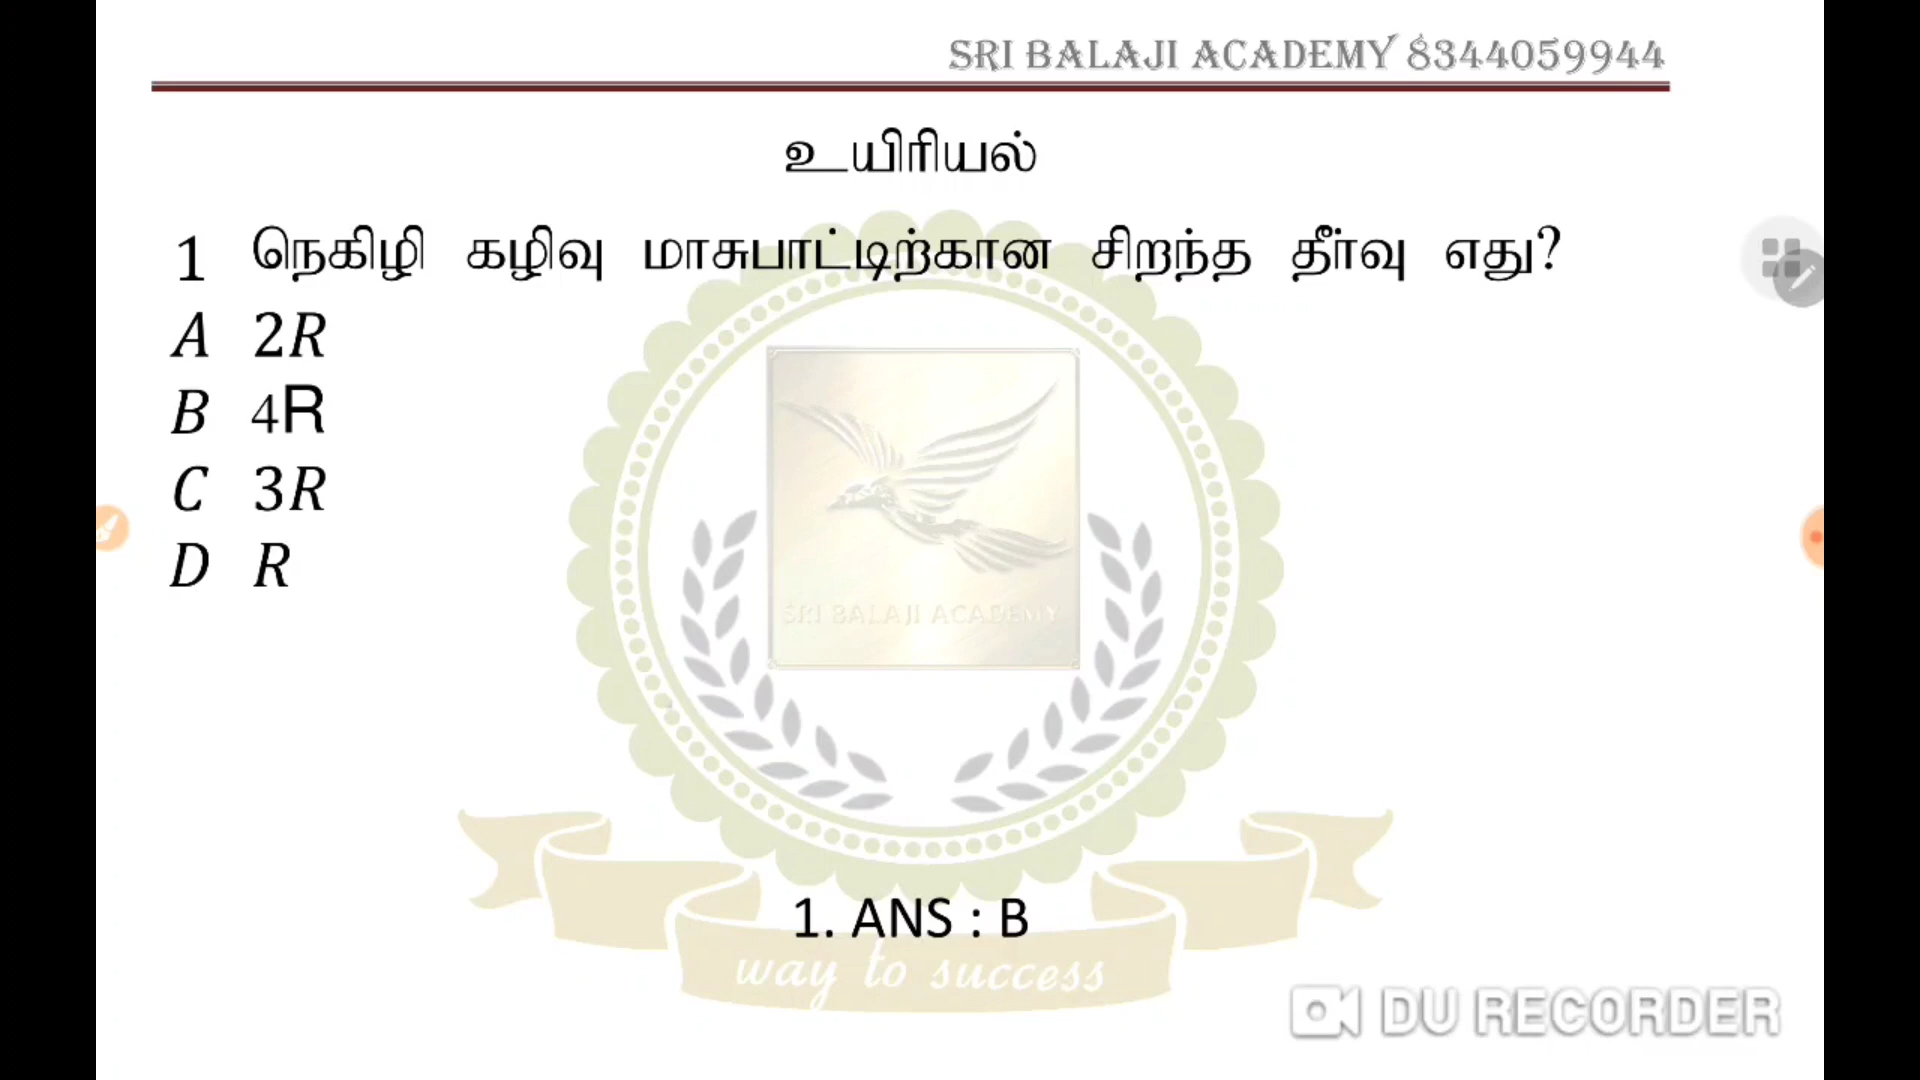 SRI BALAJI ACADEMY 8344059944
உயிரியல்
1 நெகிழி கழிவு மாசுபாட்டிற்கான சிறந்த தீர்வு எது?
A 2R
B 4R
C 3R
D R
SRI BALAJI ACADEMY
1. ANS : B
way to success
DU RECORDER